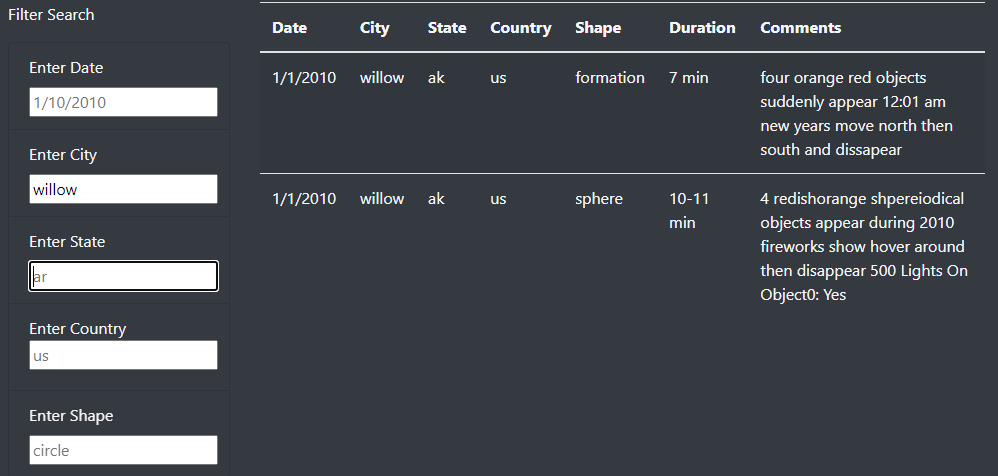 Filter Search
Enter Date
1/10/2010
Enter City
willow
Enter State
ar
Enter Country
us
Enter Shape
circle
Date City State Country Shape Duration Comments
1/1/2010 willow ak us formation 7 min four orange red objects
suddenly appear 12:01 am
new years move north then
south and dissapear
1/1/2010 willow ak us sphere 10-11 4 redishorange shpereiodical
min objects appear during 2010
fireworks show hover around
then disappear 500 Lights On
Object0: Yes